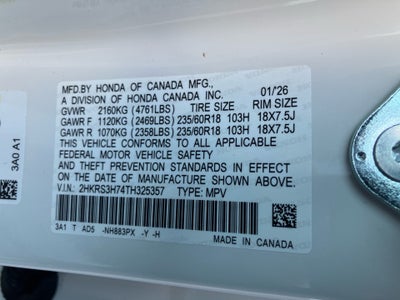 MFD.BY HONDA OF CANADA MFG., 01/'26
A DIVISION OF HONDA CANADA INC.
GVWR 2160KG (4761LBS) TIRE SIZE RIM SIZE
GAWR F 1120KG (2469LBS) 235/60R18 103H 18X7.5J
GAWR R 1070KG (2358LBS) 235/60R18 103H 18X7.5J
THIS VEHICLE CONFORMS TO ALL APPLICABLE
FEDERAL MOTOR VEHICLE SAFETY
AND THEFT PREVENTION STANDARDS IN EFFECT
ON THE DATE OF MANUFACTURE SHOWN ABOVE.
V.I.N.: 2HKRS3H74TH325357 TYPE: MPV
3A1 T AD5 -NH883PX -Y -H
MADE IN CANADA
3A0 A1